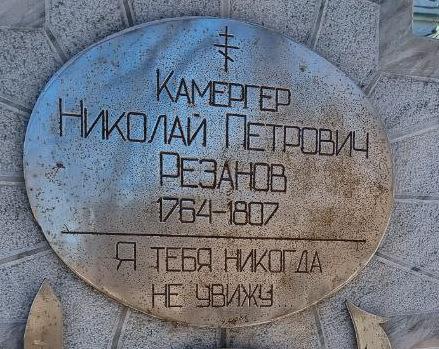 Камергер
Николай Петрович
Резанов
1764-1807
Я тебя никогда
не увижу...